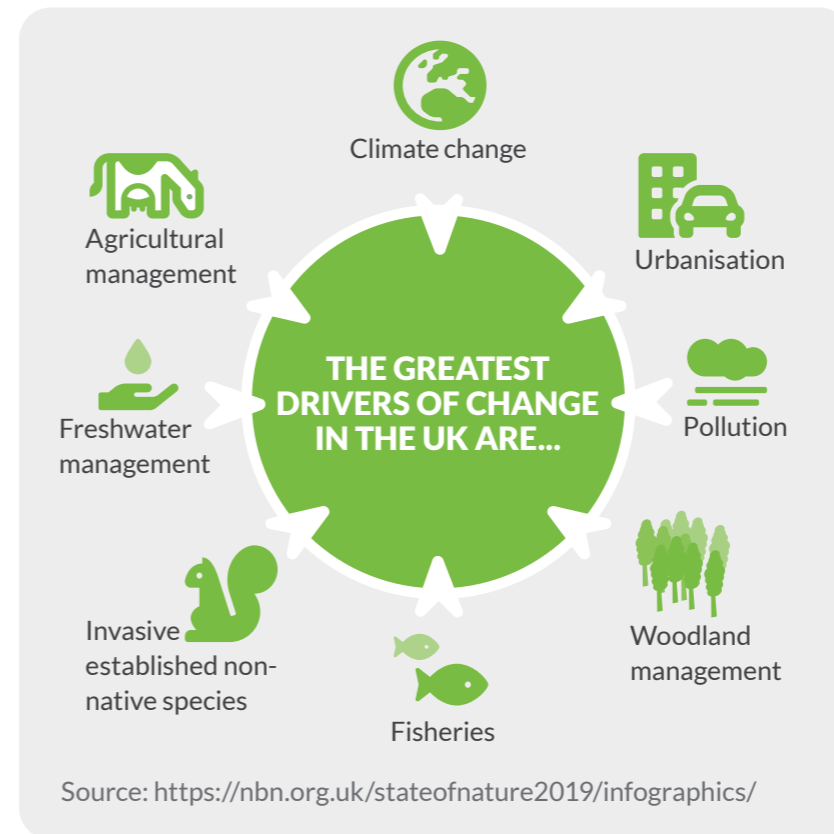 Climate change
Agricultural
management
Urbanisation
THE GREATEST
DRIVERS OF CHANGE
IN THE UK ARE...
Freshwater
management
Pollution
Invasive
established non-
native species
Woodland
management
Fisheries
Source: https://nbn.org.uk/stateofnature2019/infographics/